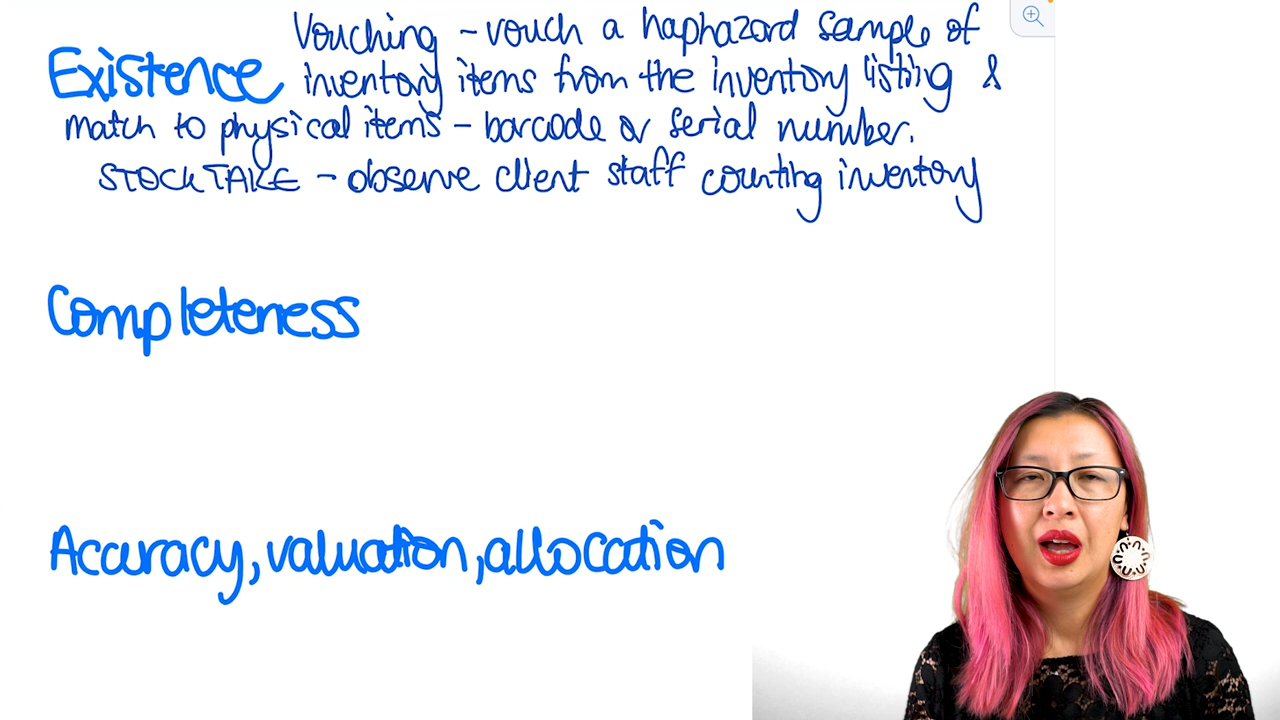 Vouching - vouch a haphazard sample of
Existence inventory items from the inventory listing &
match to physical items - barcode or serial number.
STOCKTAKE - observe client staff counting inventory
Completeness
Accuracy, valuation, allocation